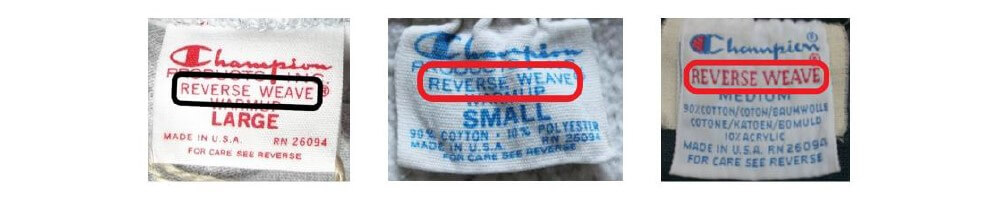 Champion
PRODUCTS, INC.
REVERSE WEAVE®
WARMUP
LARGE
MADE IN U.S.A. RN 26094
FOR CARE SEE REVERSE
Champion
PRODUCTS
REVERSE WEAVE
WARMUP
SMALL
90% COTTON • 10% POLYESTER
MADE IN U.S.A. RN 26094
FOR CARE SEE REVERSE
Champion®
REVERSE WEAVE
MEDIUM
90% COTTON/COTON/BAUMWOLLE
COTONE/KATOEN/BOMULD
10% ACRYLIC
MADE IN U.S.A. RN 26094
FOR CARE SEE REVERSE